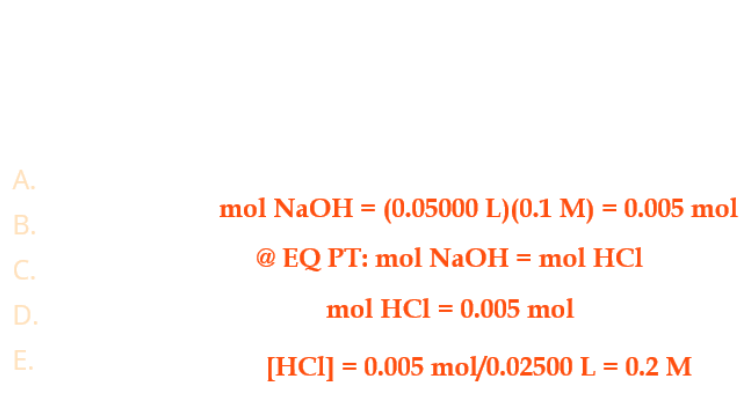 A.
mol NaOH = (0.05000 L)(0.1 M) = 0.005 mol
B.
@ EQ PT: mol NaOH = mol HCl
C.
mol HCl = 0.005 mol
D.
E.
[HCl] = 0.005 mol/0.02500 L = 0.2 M